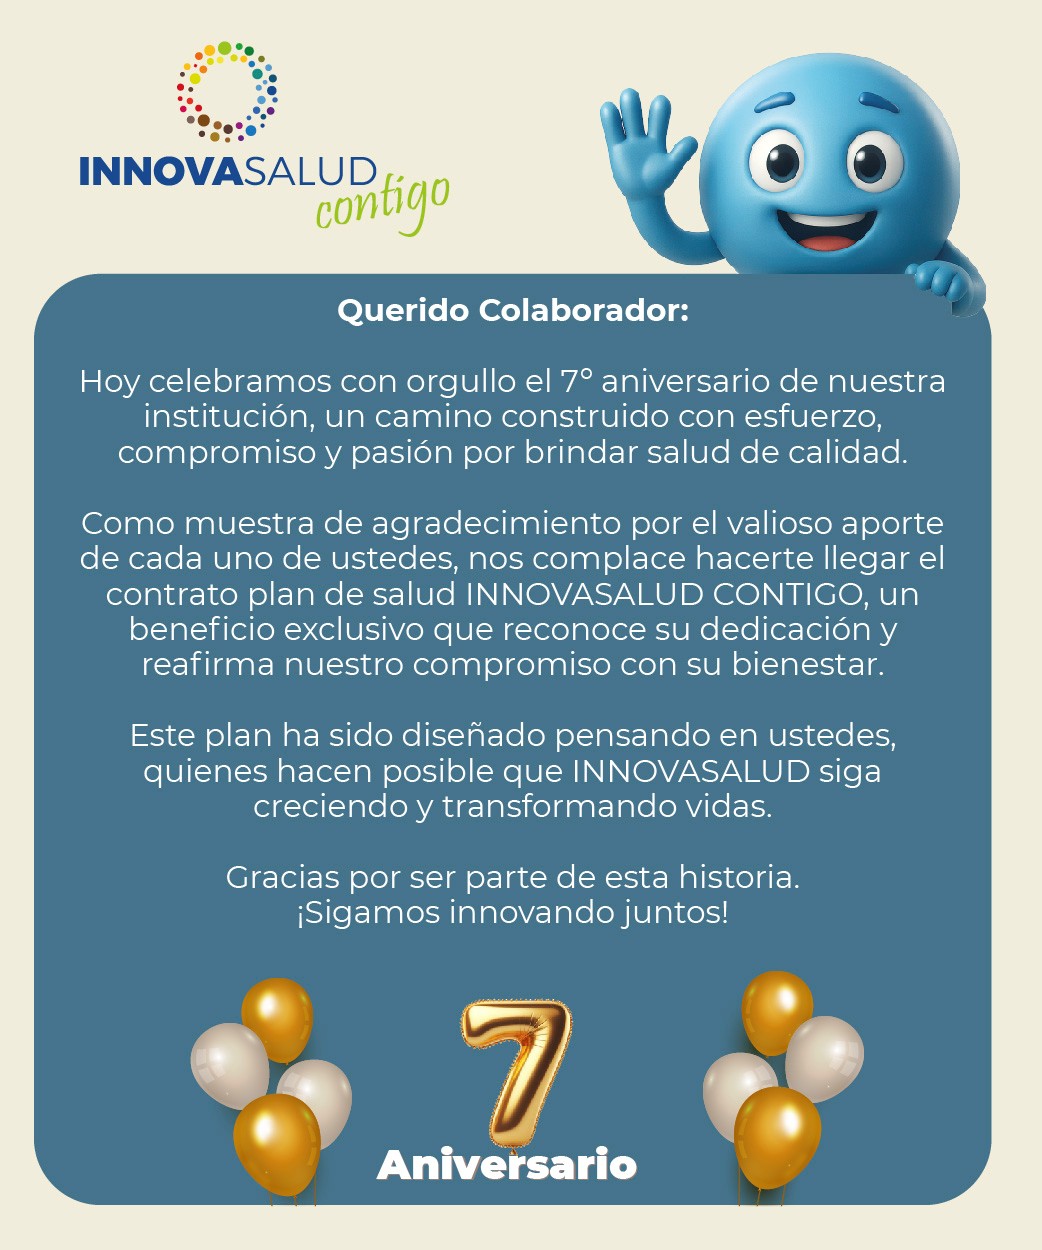 INNOVASALUD
contigo
Querido Colaborador:
Hoy celebramos con orgullo el 7º aniversario de nuestra
institución, un camino construido con esfuerzo,
compromiso y pasión por brindar salud de calidad.
Como muestra de agradecimiento por el valioso aporte
de cada uno de ustedes, nos complace hacerte llegar el
contrato plan de salud INNOVASALUD CONTIGO, un
beneficio exclusivo que reconoce su dedicación y
reafirma nuestro compromiso con su bienestar.
Este plan ha sido diseñado pensando en ustedes,
quienes hacen posible que INNOVASALUD siga
creciendo y transformando vidas.
Gracias por ser parte de esta historia.
¡Sigamos innovando juntos!
7
Aniversario